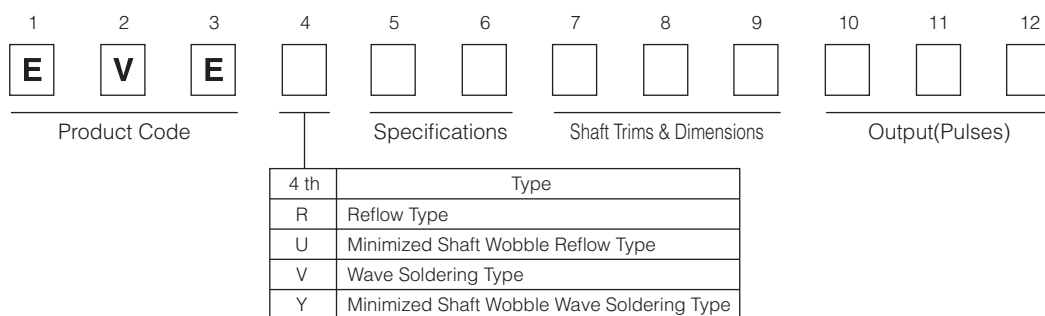 1 2 3 4 5 6 7 8 9 10 11 12
E V E
Product Code Specifications Shaft Trims & Dimensions Output(Pulses)
4 th Type
R Reflow Type
U Minimized Shaft Wobble Reflow Type
V Wave Soldering Type
Y Minimized Shaft Wobble Wave Soldering Type